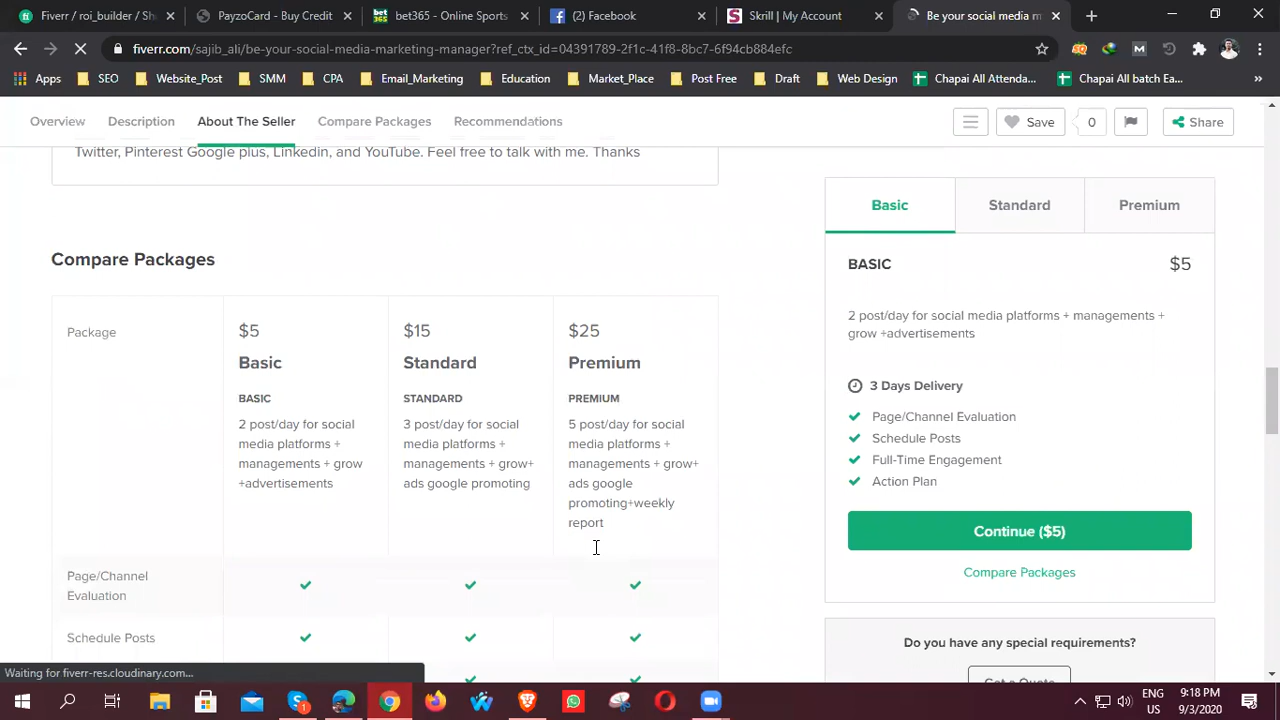 Fiverr / roi_builder / Sh
PayzoCard - Buy Credit
bet365 - Online Sports
(2) Facebook
Skrill | My Account
Be your social media m
fiverr.com/sajib_ali/be-your-social-media-marketing-manager?ref_ctx_id=04391789-2f1c-41f8-8bc7-6f94cb884efc
Apps
SEO
Website_Post
SMM
CPA
Email_Marketing
Education
Market_Place
Post Free
Draft
Web Design
Chapai All Attenda...
Chapai All batch Ea...
Overview
Description
About The Seller
Compare Packages
Recommendations
Save
0
Share
Twitter, Pinterest Google plus, Linkedin, and YouTube. Feel free to talk with me. Thanks
Compare Packages
Package
$5
Basic
BASIC
2 post/day for social
media platforms +
managements + grow
+advertisements
$15
Standard
STANDARD
3 post/day for social
media platforms +
managements + grow+
ads google promoting
$25
Premium
PREMIUM
5 post/day for social
media platforms +
managements + grow+
ads google
promoting+weekly
report
Page/Channel
Evaluation
Schedule Posts
Basic
Standard
Premium
BASIC
$5
2 post/day for social media platforms + managements +
grow +advertisements
3 Days Delivery
Page/Channel Evaluation
Schedule Posts
Full-Time Engagement
Action Plan
Continue ($5)
Compare Packages
Do you have any special requirements?
Get a Quote
Waiting for fiverr-res.cloudinary.com...
ENG
US
9:18 PM
9/3/2020